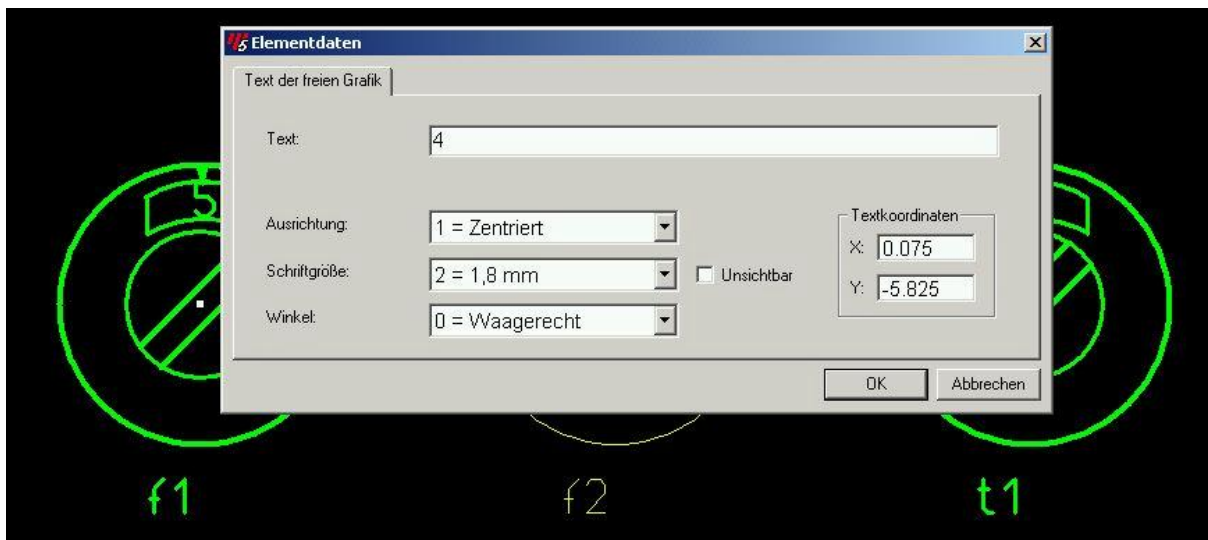 5 Elementdaten
Text der freien Grafik
Text: 4
Ausrichtung: 1 = Zentriert
Textkoordinaten
X: 0.075
Schriftgröße: 2 = 1,8 mm Unsichtbar
Y: -5.825
Winkel: 0 = Waagerecht
OK Abbrechen
5
f1 f2 t1